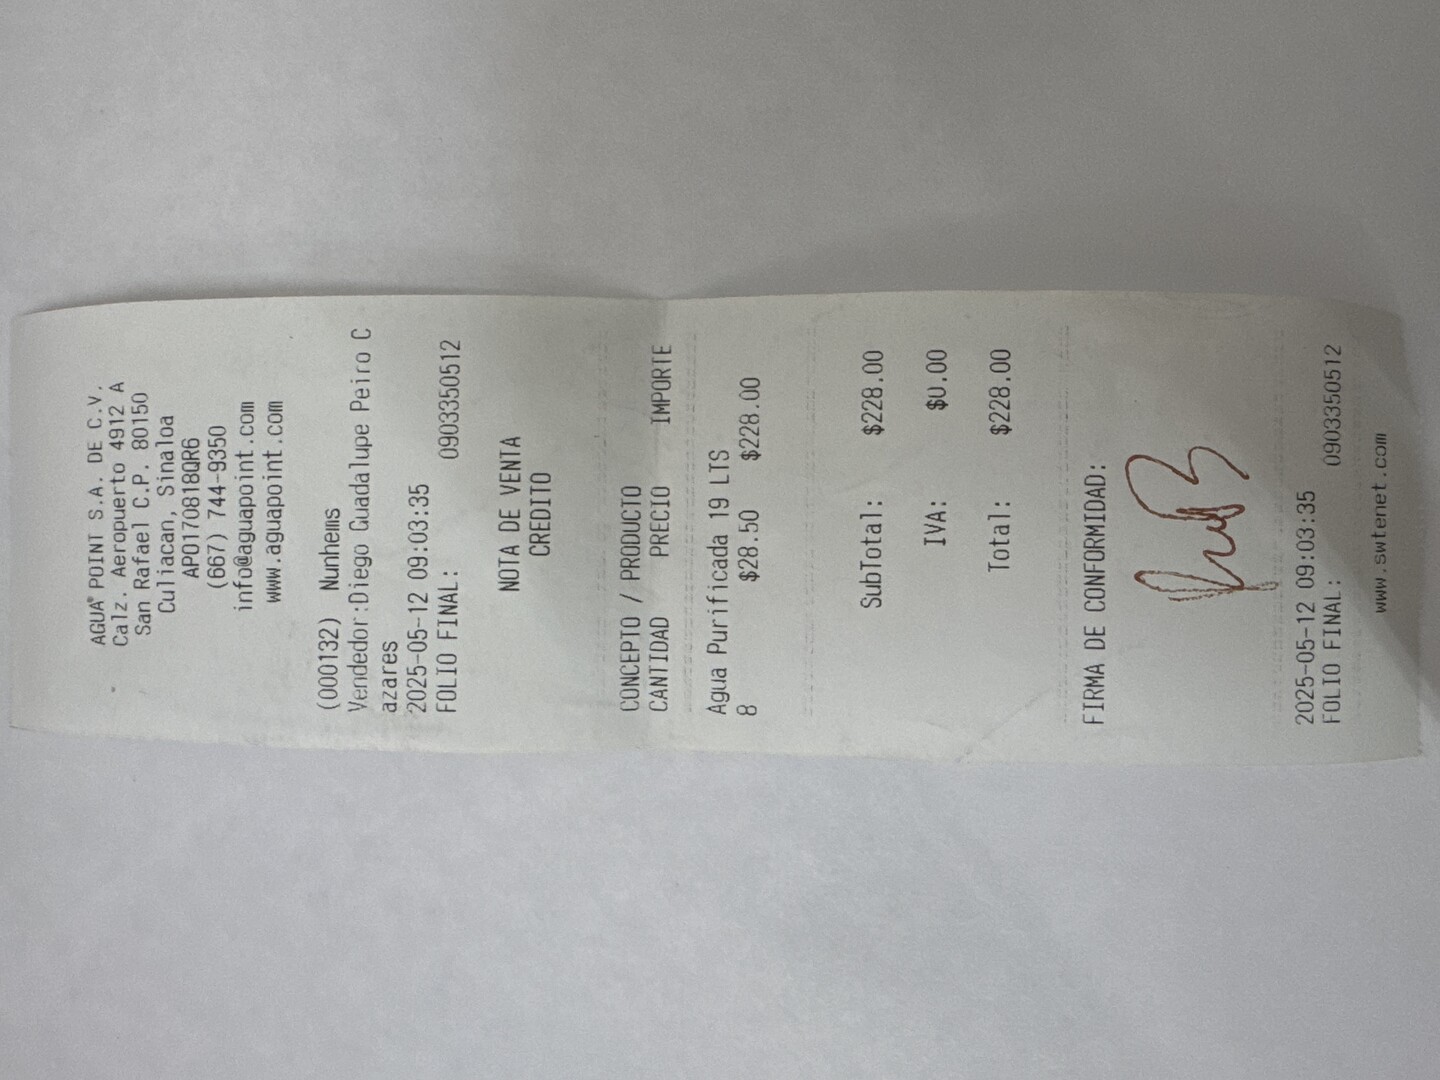 AGUA® POINT S.A. DE C.V.
Calz. Aeropuerto 4912 A
San Rafael C.P. 80150
Culiacan, Sinaloa
APO170818QR6
(667) 744-9350
info@aguapoint.com
www.aguapoint.com
(000132) Nunhems
Vendedor:Diego Guadalupe Peiro C
azares
2025-05-12 09:03:35
FOLIO FINAL: 0903350512
NOTA DE VENTA
CREDITO
CONCEPTO / PRODUCTO
CANTIDAD PRECIO IMPORTE
Agua Purificada 19 LTS
8 $28.50 $228.00
SubTotal: $228.00
IVA: $0.00
Total: $228.00
FIRMA DE CONFORMIDAD:
2025-05-12 09:03:35
FOLIO FINAL: 0903350512
www.swtenet.com